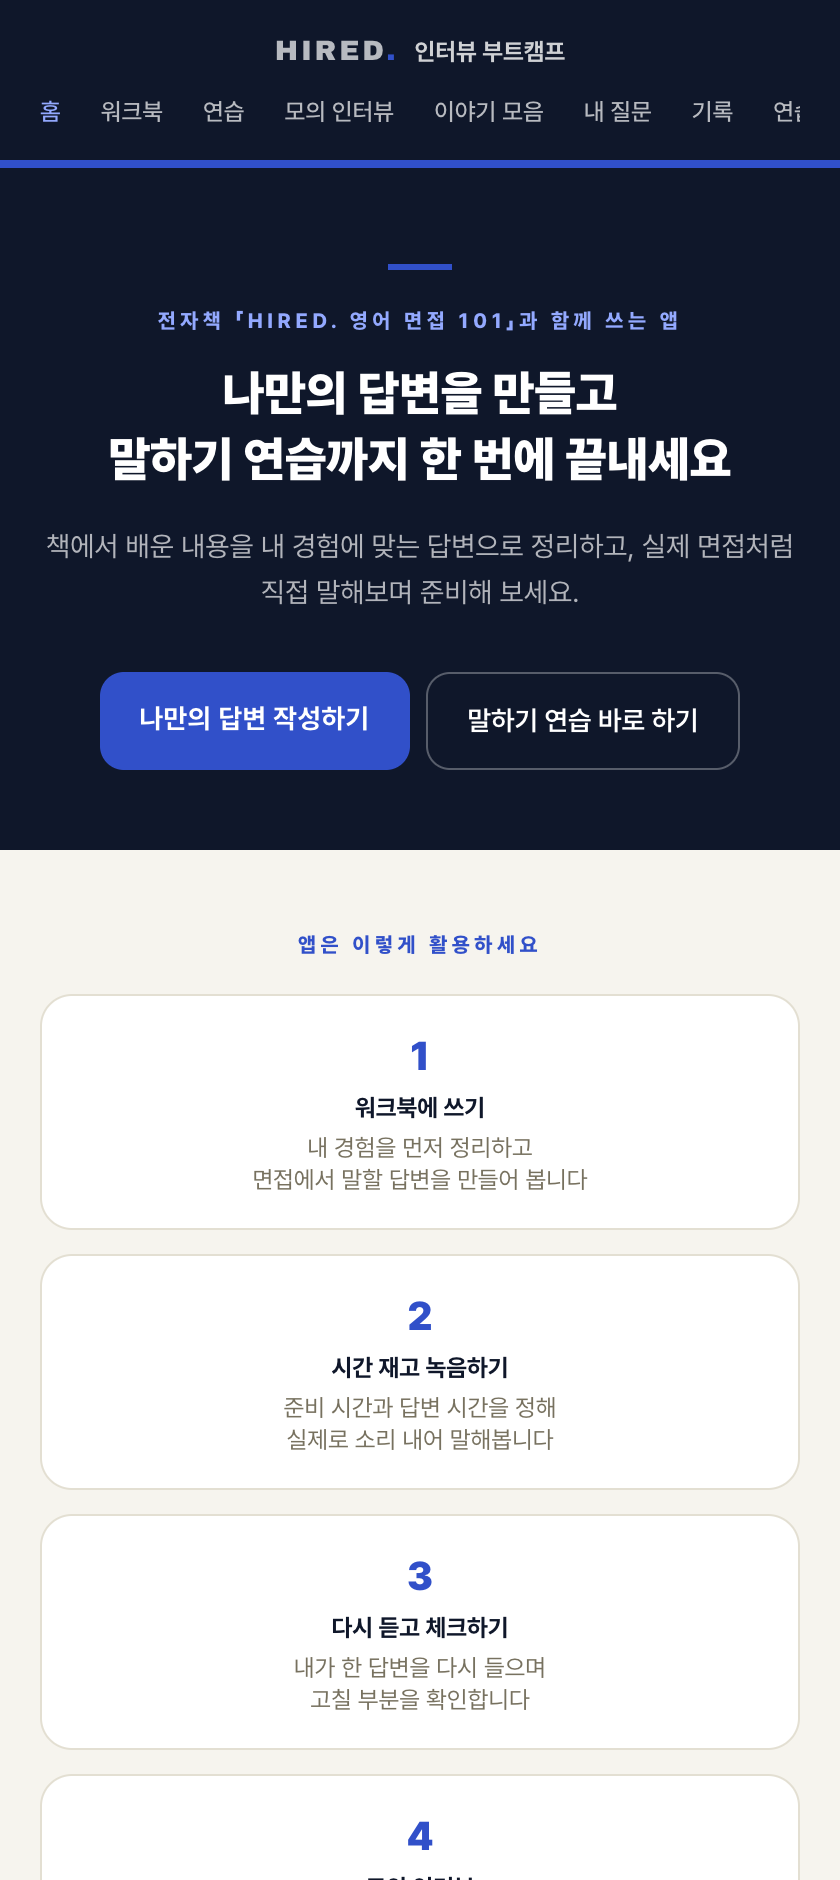 HIRED. 인터뷰 부트캠프
홈 워크북 연습 모의 인터뷰 이야기 모음 내 질문 기록
전자책 『HIRED. 영어 면접 101』과 함께 쓰는 앱
나만의 답변을 만들고
말하기 연습까지 한 번에 끝내세요
책에서 배운 내용을 내 경험에 맞는 답변으로 정리하고, 실제 면접처럼
직접 말해보며 준비해 보세요.
나만의 답변 작성하기
말하기 연습 바로 하기
앱은 이렇게 활용하세요
1
워크북에 쓰기
내 경험을 먼저 정리하고
면접에서 말할 답변을 만들어 봅니다
2
시간 재고 녹음하기
준비 시간과 답변 시간을 정해
실제로 소리 내어 말해봅니다
3
다시 듣고 체크하기
내가 한 답변을 다시 들으며
고칠 부분을 확인합니다
4